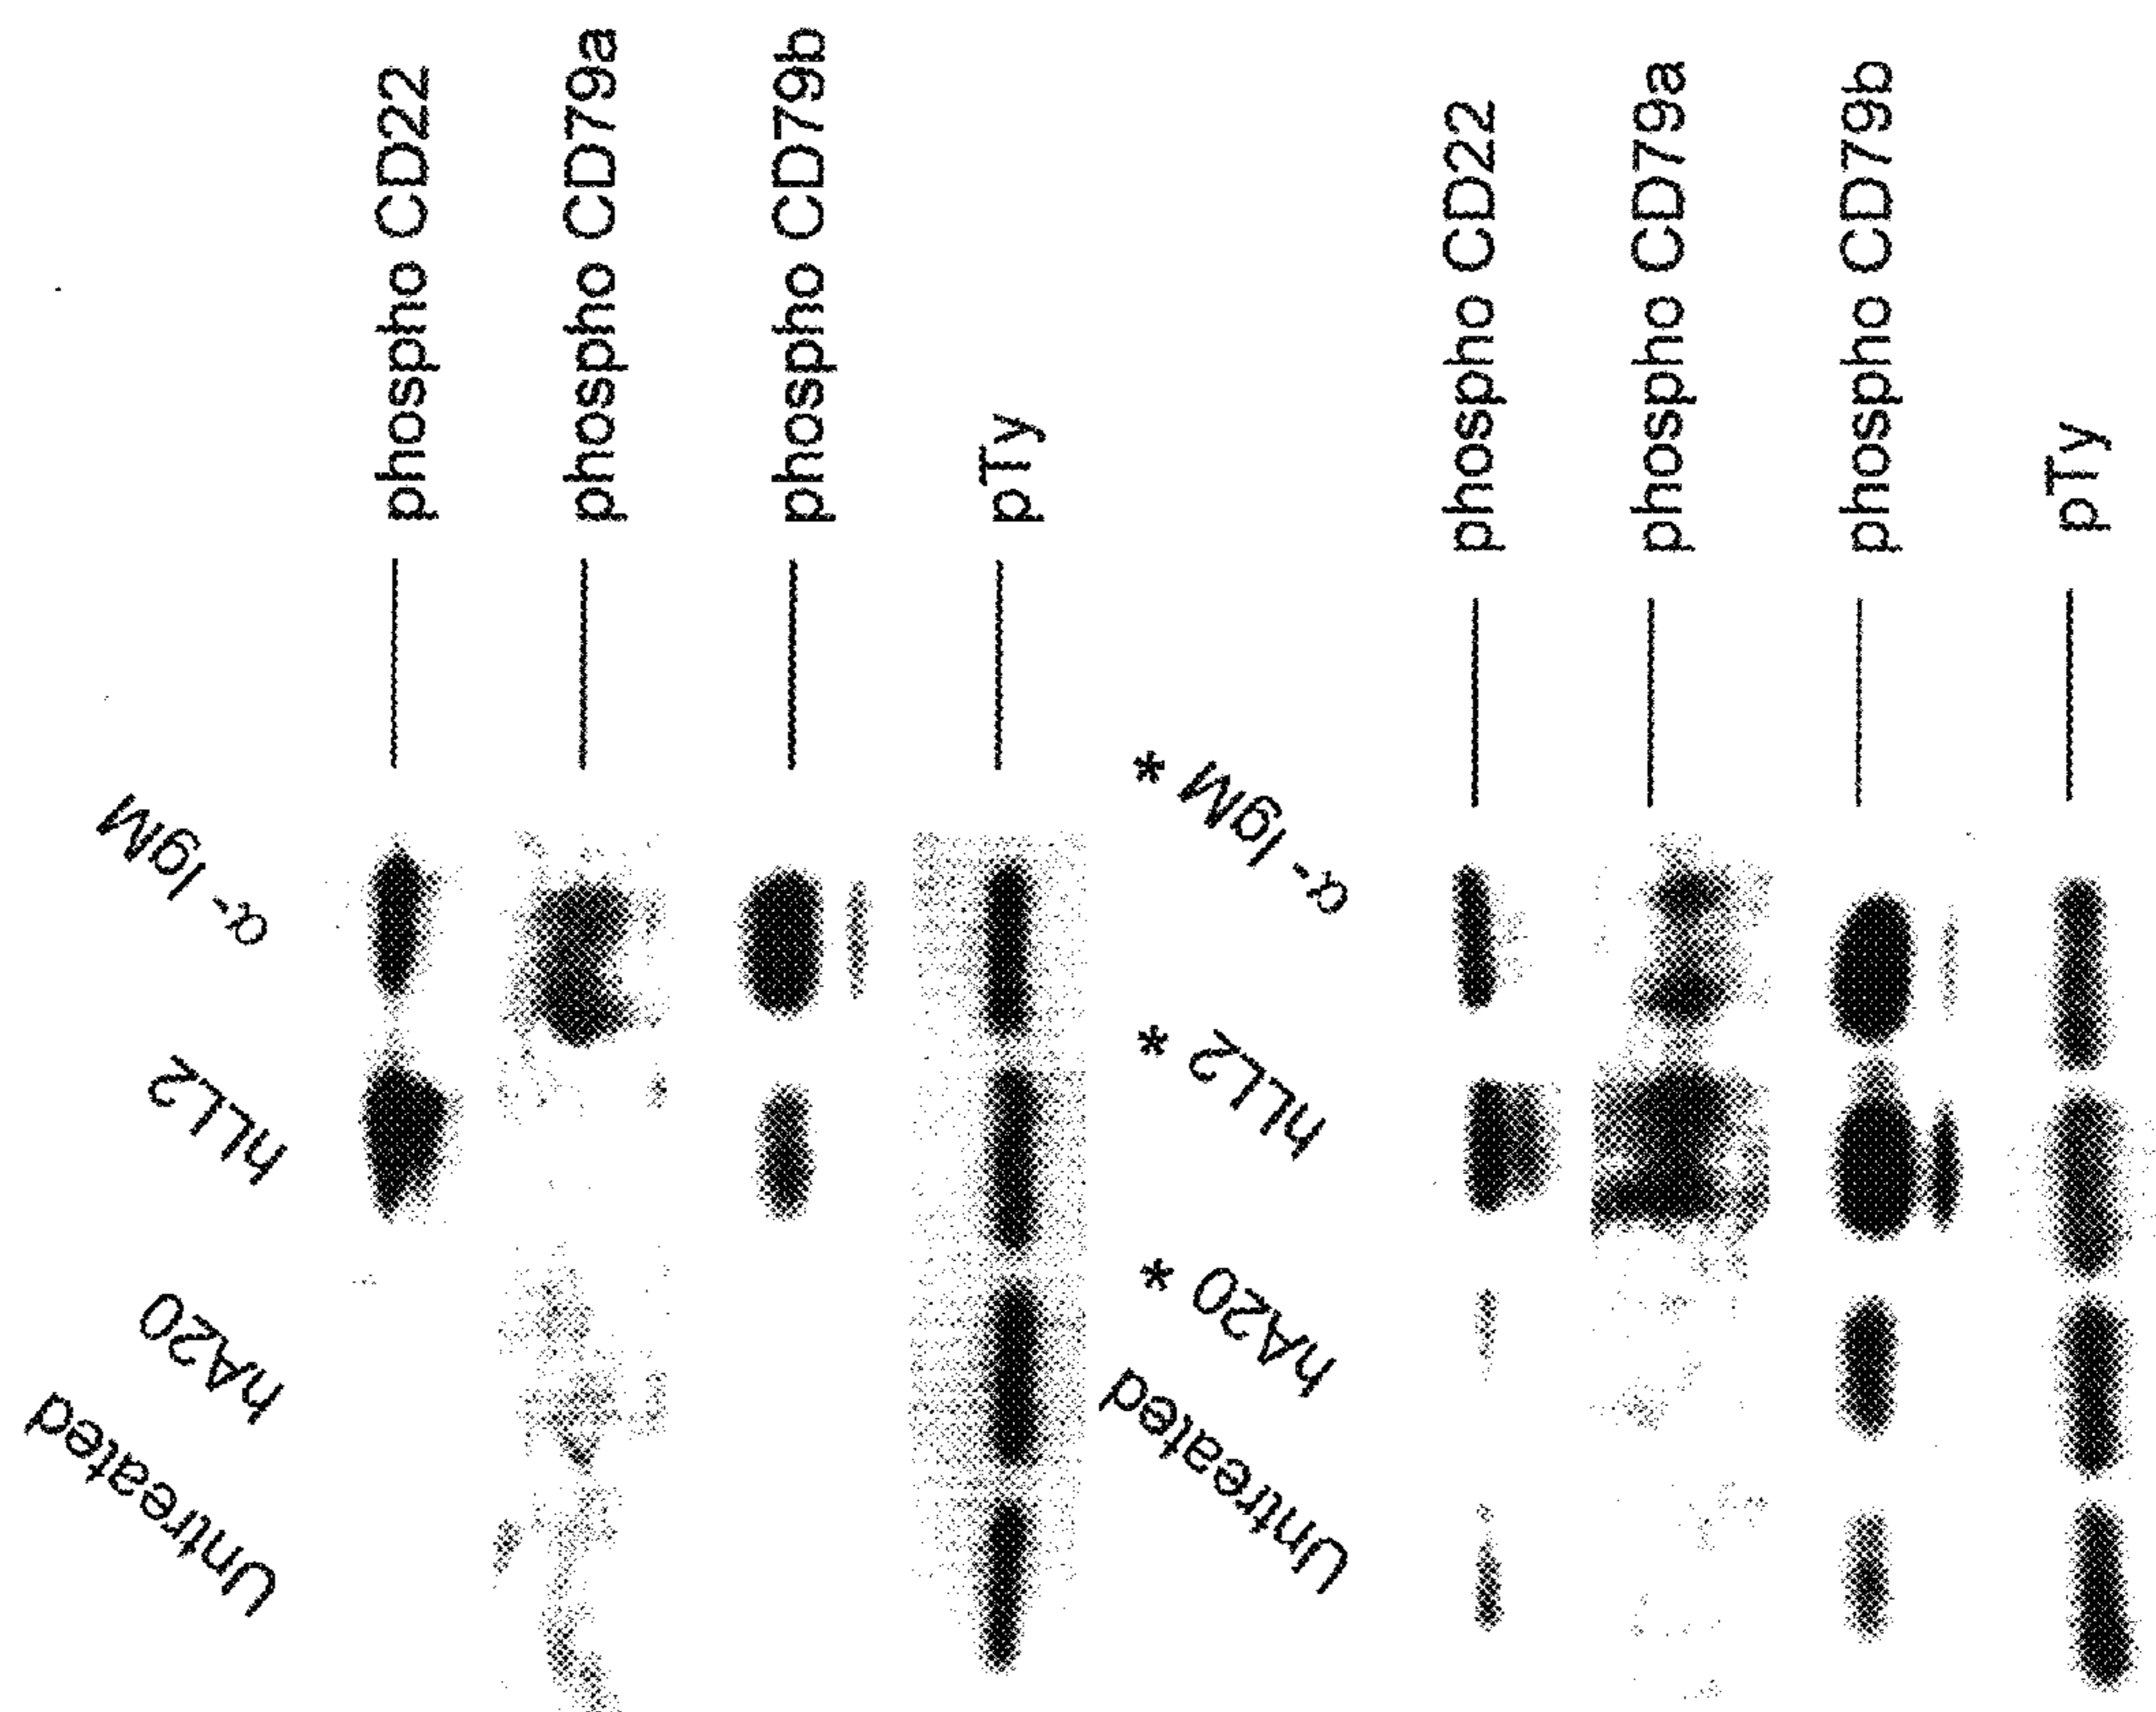 Untreated
hA20
hLL2
α- IgM
phospho CD22
phospho CD79a
phospho CD79b
pTy
Untreated
hA20 *
hLL2 *
α- IgM *
phospho CD22
phospho CD79a
phospho CD79b
pTy